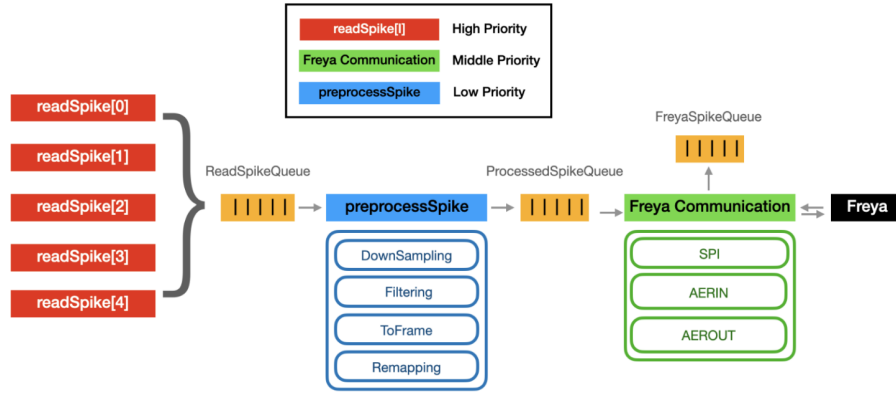 readSpike[I] High Priority
Freya Communication Middle Priority
preprocessSpike Low Priority
readSpike[0]
readSpike[1]
readSpike[2]
readSpike[3]
readSpike[4]
ReadSpikeQueue
preprocessSpike
DownSampling
Filtering
ToFrame
Remapping
ProcessedSpikeQueue
FreyaSpikeQueue
Freya Communication
SPI
AERIN
AEROUT
Freya